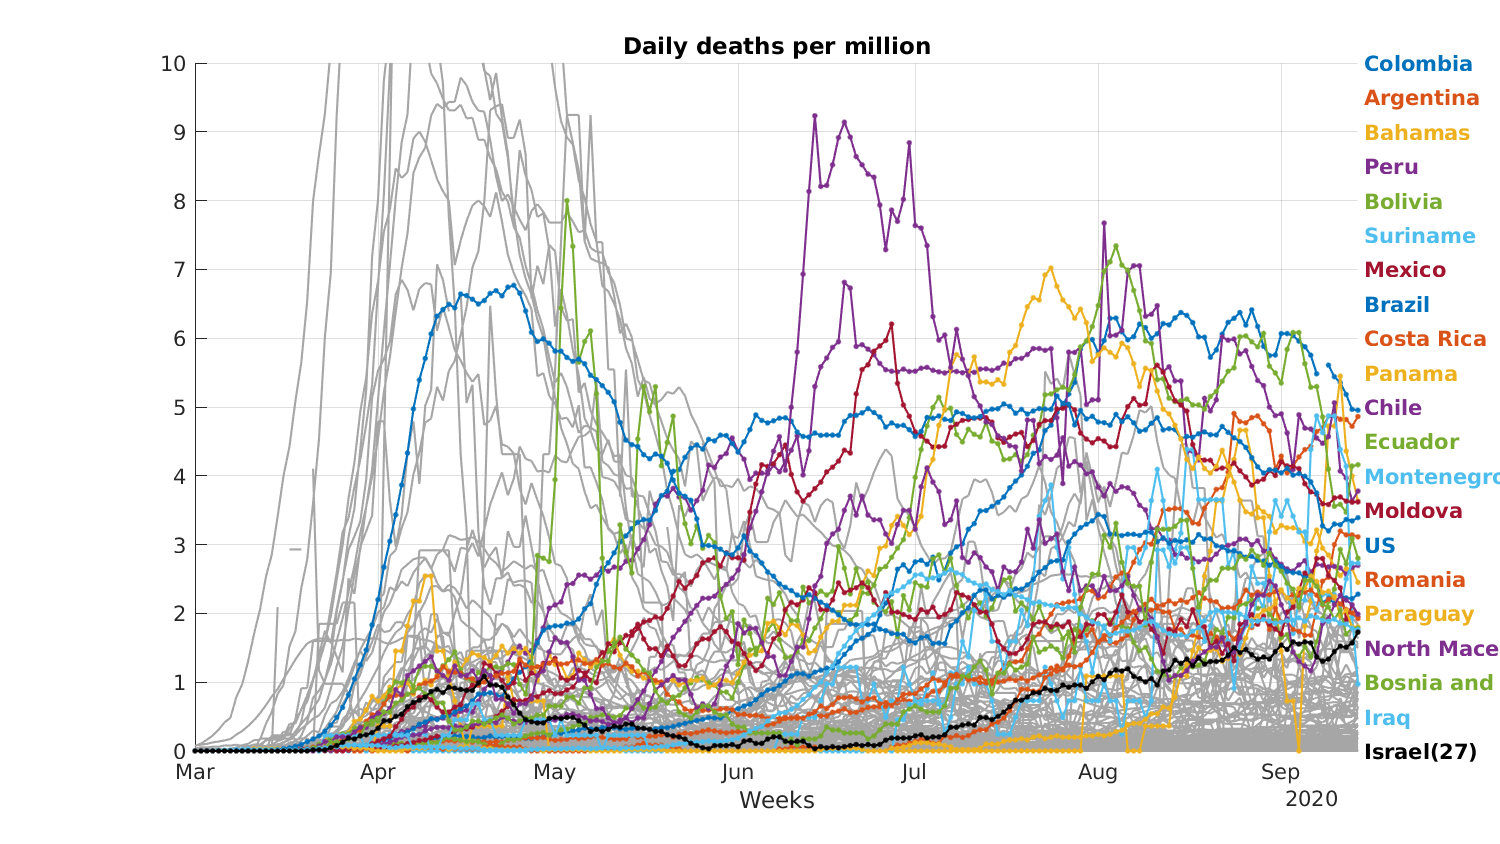 Daily deaths per million
10
9
8
7
6
5
4
3
2
1
0
Mar Apr May Jun Jul Aug Sep
2020
Weeks
Colombia
Argentina
Bahamas
Peru
Bolivia
Suriname
Mexico
Brazil
Costa Rica
Panama
Chile
Ecuador
Montenegro
Moldova
US
Romania
Paraguay
North Mace
Bosnia and
Iraq
Israel(27)